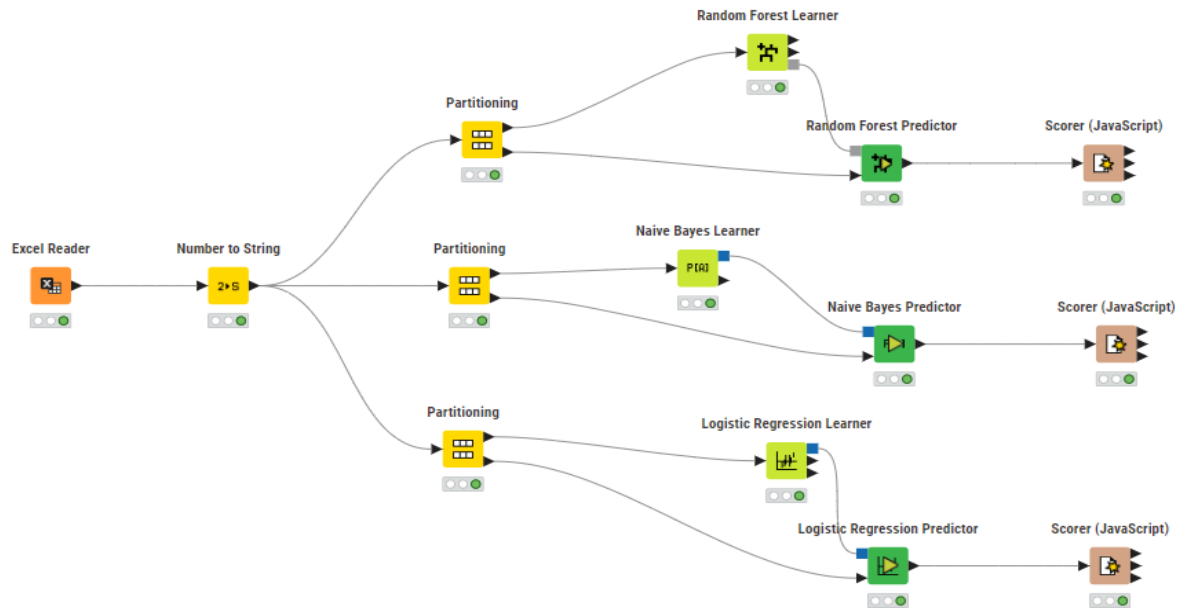 Random Forest Learner
Partitioning
Random Forest Predictor
Scorer (JavaScript)
Excel Reader
Number to String
2▸S
Partitioning
Naive Bayes Learner
P[A]
Naive Bayes Predictor
Scorer (JavaScript)
Partitioning
Logistic Regression Learner
Logistic Regression Predictor
Scorer (JavaScript)